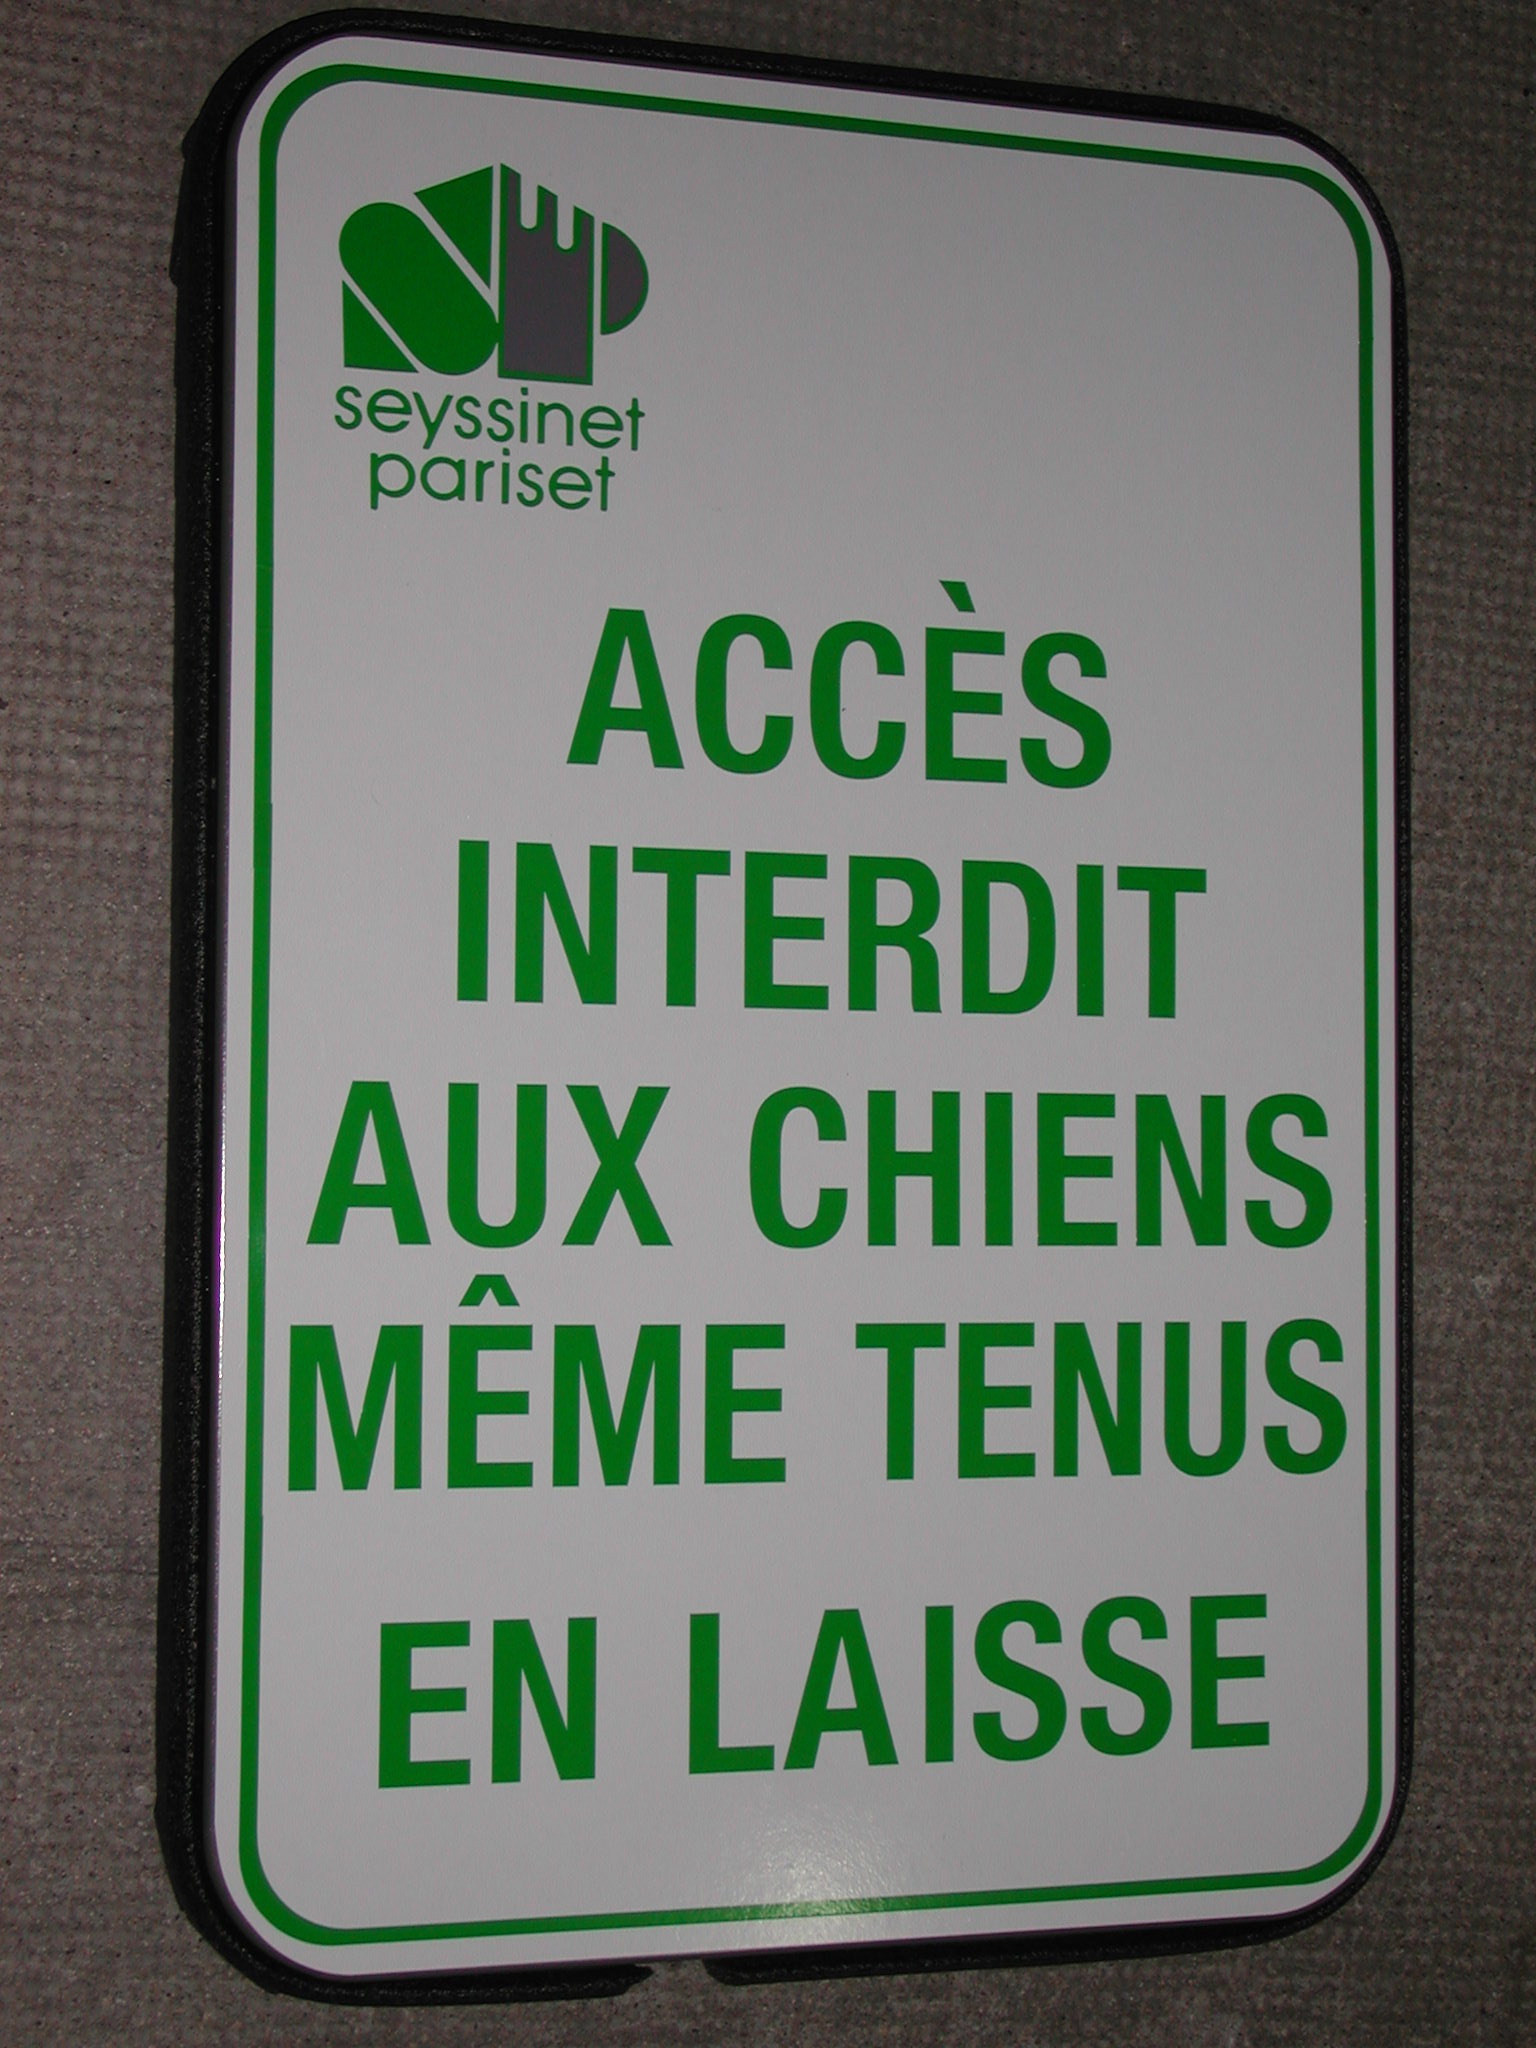 seyssinet
pariset
ACCÈS
INTERDIT
AUX CHIENS
MÊME TENUS
EN LAISSE